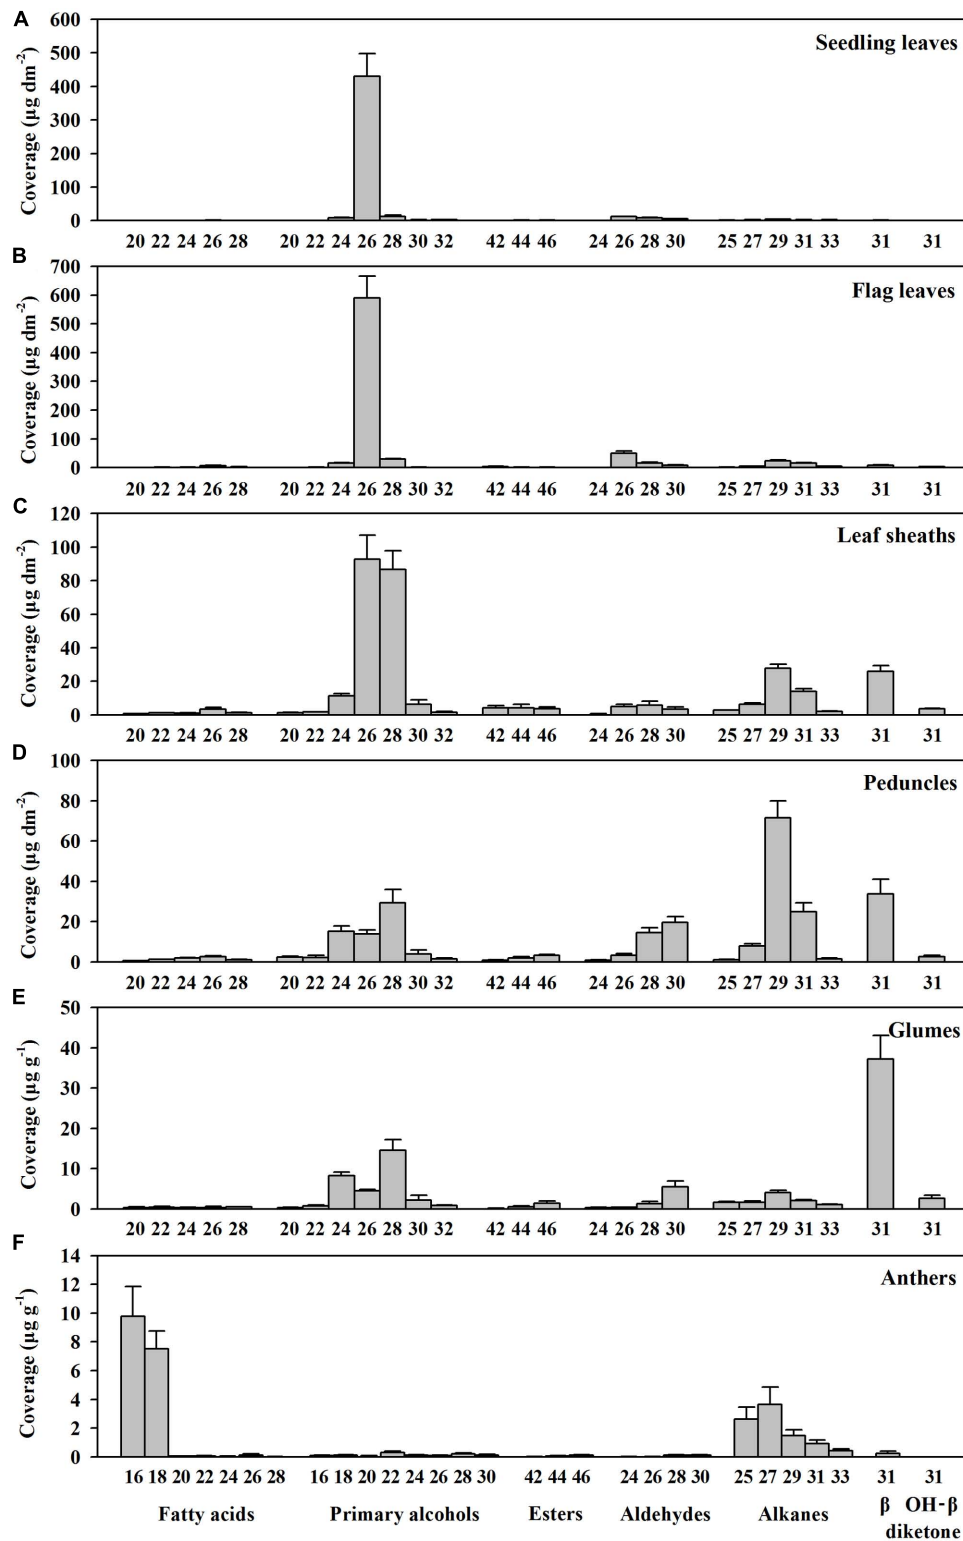 A
Coverage (µg dm-2)
600
500
400
300
200
100
0
Seedling leaves
20 22 24 26 28 20 22 24 26 28 30 32 42 44 46 24 26 28 30 25 27 29 31 33 31 31
B
Coverage (µg dm-2)
700
600
500
400
300
200
100
0
Flag leaves
20 22 24 26 28 20 22 24 26 28 30 32 42 44 46 24 26 28 30 25 27 29 31 33 31 31
C
Coverage (µg dm-2)
120
100
80
60
40
20
0
Leaf sheaths
20 22 24 26 28 20 22 24 26 28 30 32 42 44 46 24 26 28 30 25 27 29 31 33 31 31
D
Coverage (µg dm-2)
100
80
60
40
20
0
Peduncles
20 22 24 26 28 20 22 24 26 28 30 32 42 44 46 24 26 28 30 25 27 29 31 33 31 31
E
Coverage (µg g-1)
50
40
30
20
10
0
Glumes
20 22 24 26 28 20 22 24 26 28 30 32 42 44 46 24 26 28 30 25 27 29 31 33 31 31
F
Coverage (µg g-1)
14
12
10
8
6
4
2
0
Anthers
16 18 20 22 24 26 28 16 18 20 22 24 26 28 30 42 44 46 24 26 28 30 25 27 29 31 33 31 31
Fatty acids Primary alcohols Esters Aldehydes Alkanes β OH-β
diketone